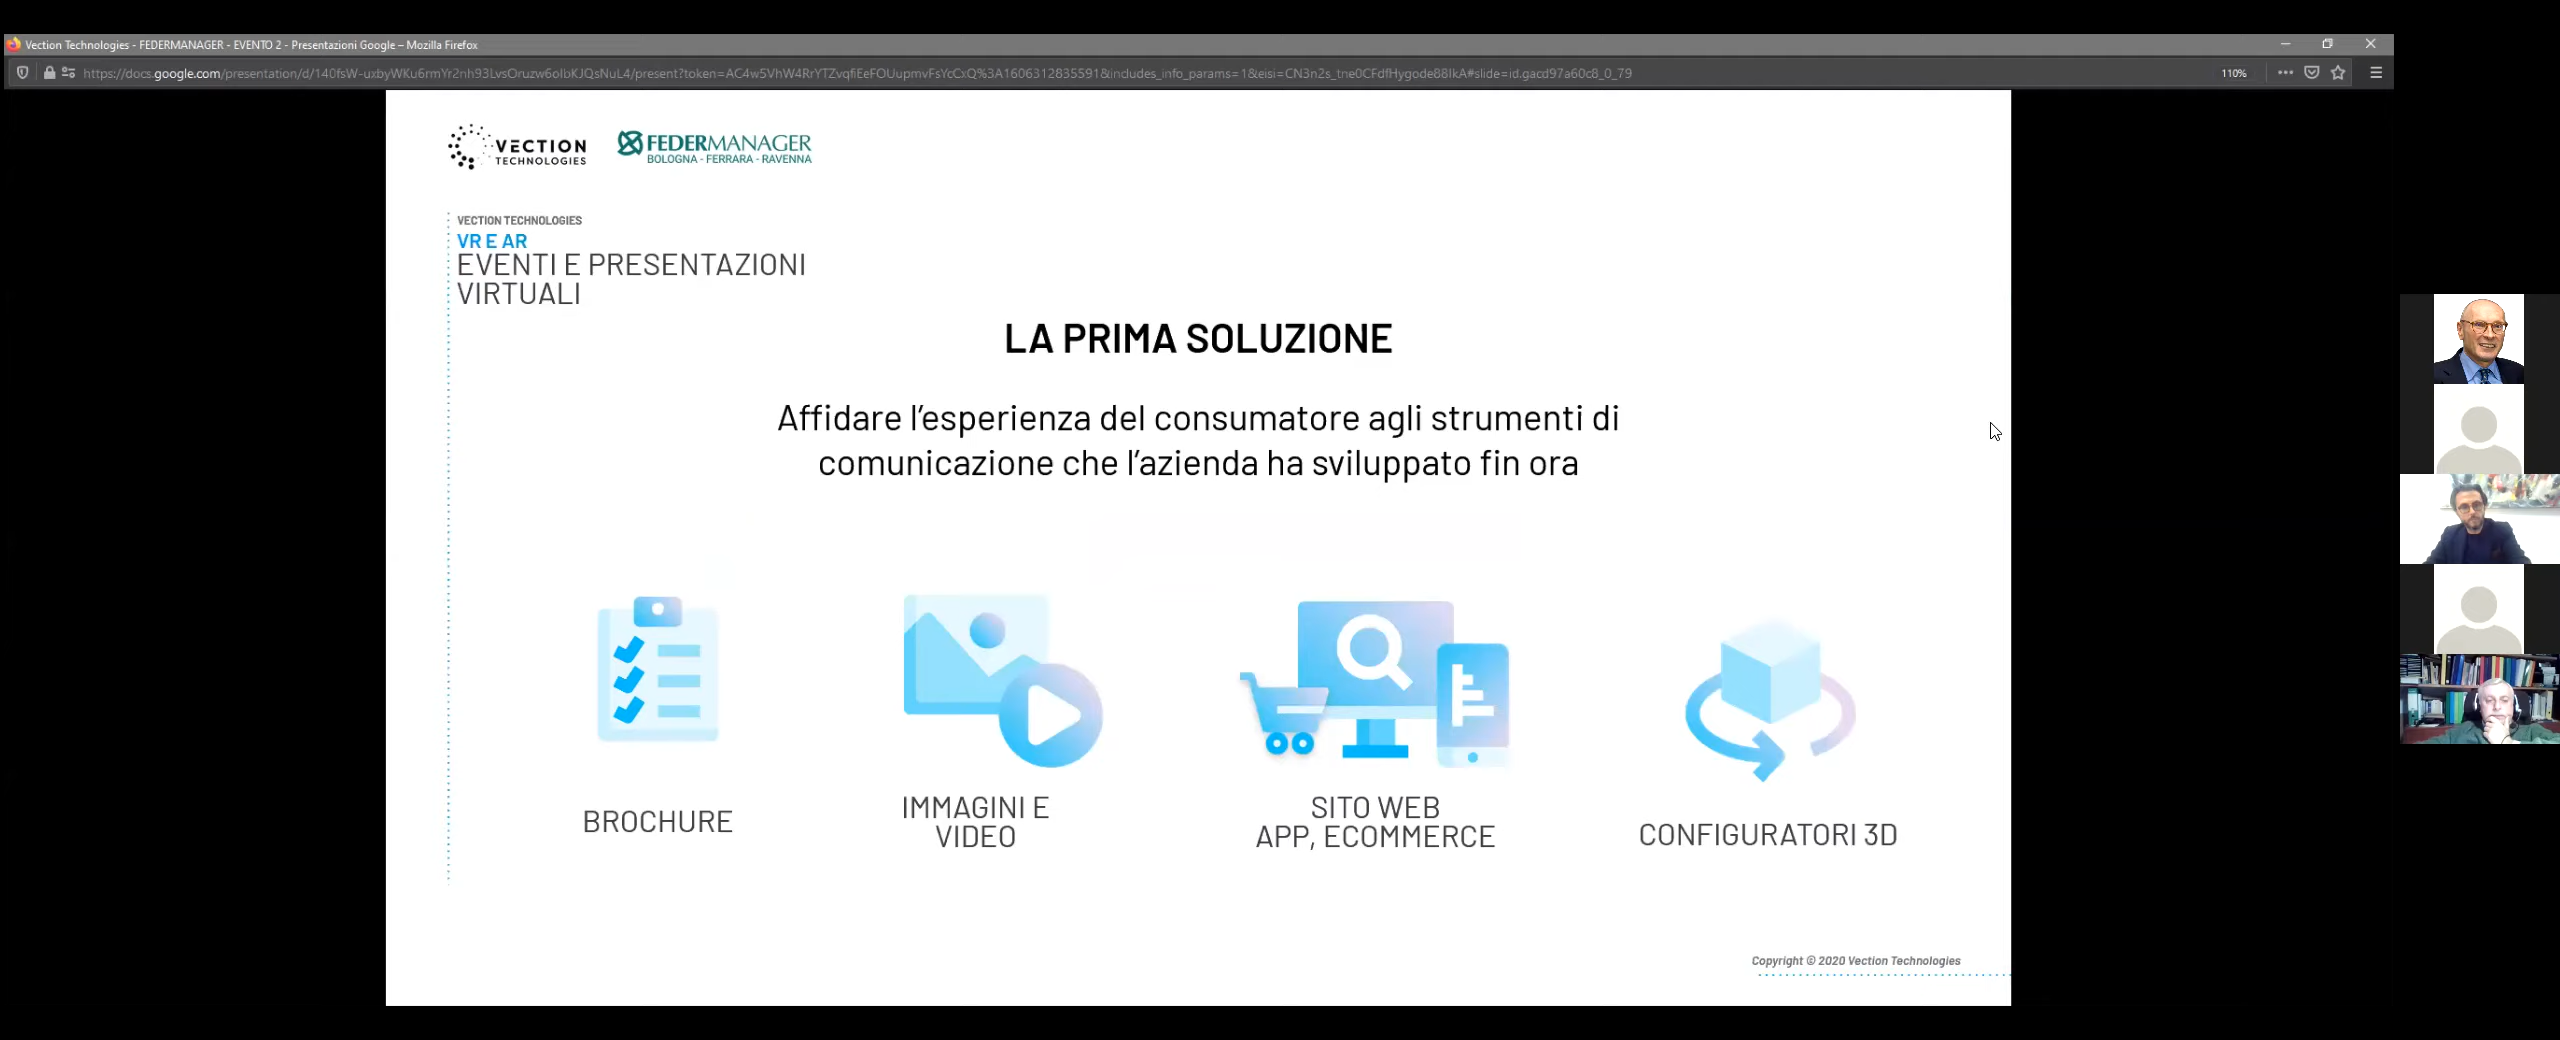 Vection Technologies - FEDERMANAGER - EVENTO 2 - Presentazioni Google – Mozilla Firefox
110%
VECTION
TECHNOLOGIES
FEDERMANAGER
BOLOGNA - FERRARA - RAVENNA
VECTION TECHNOLOGIES
VR E AR
EVENTI E PRESENTAZIONI
VIRTUALI
LA PRIMA SOLUZIONE
Affidare l’esperienza del consumatore agli strumenti di
comunicazione che l’azienda ha sviluppato fin ora
BROCHURE
IMMAGINI E
VIDEO
SITO WEB
APP, ECOMMERCE
CONFIGURATORI 3D
Copyright © 2020 Vection Technologies